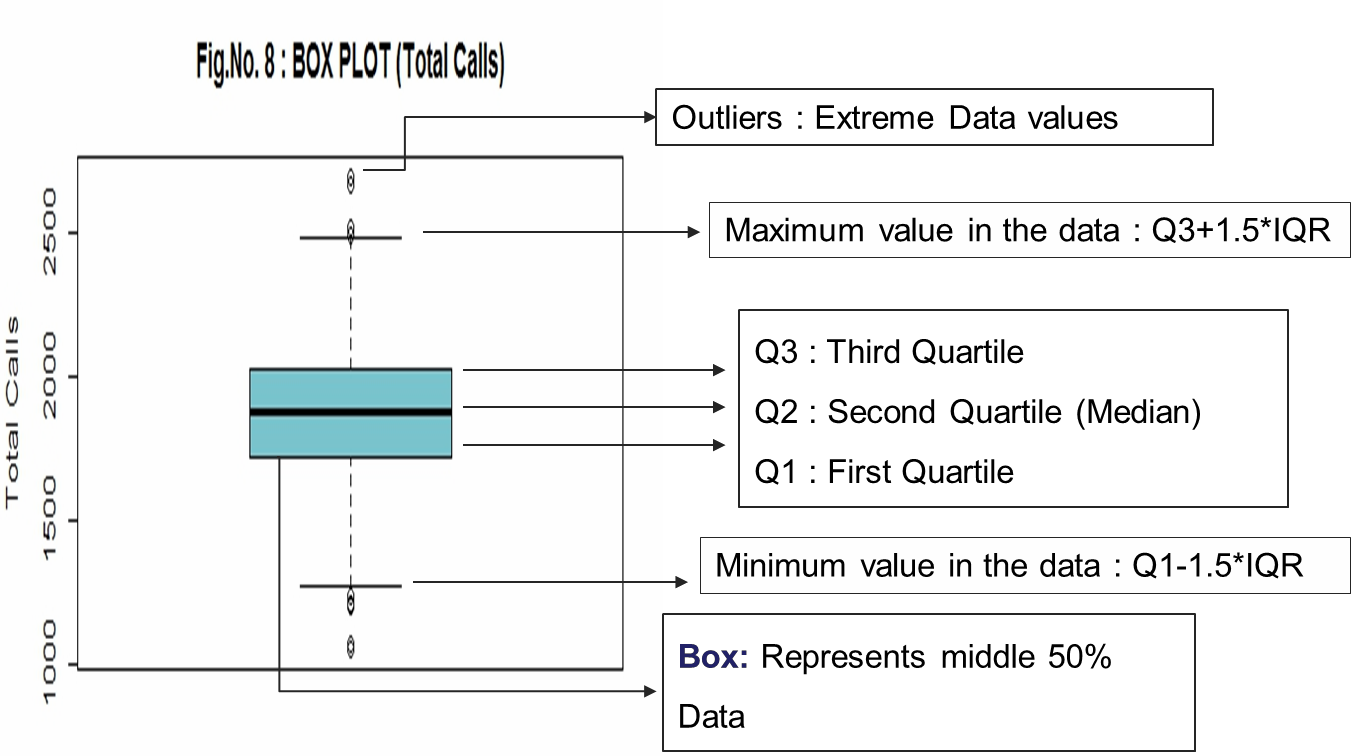 Fig.No. 8 : BOX PLOT (Total Calls)
Outliers : Extreme Data values
2500
Maximum value in the data : Q3+1.5*IQR
Total Calls
2000
Q3 : Third Quartile
Q2 : Second Quartile (Median)
Q1 : First Quartile
1500
Minimum value in the data : Q1-1.5*IQR
1000
Box: Represents middle 50%
Data